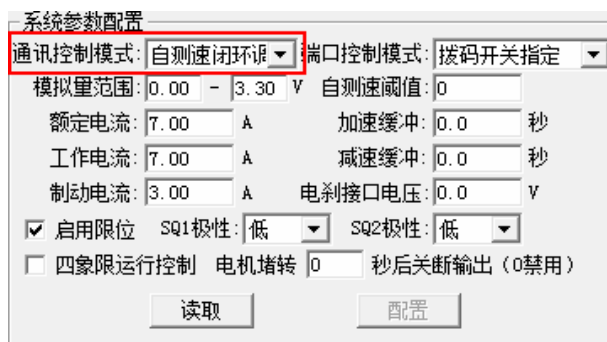 系统参数配置
通讯控制模式: 自测速闭环 端口控制模式: 拨码开关指定
模拟量范围: 0.00 - 3.30 V 自测速阈值: 0
额定电流: 7.00 A 加速缓冲: 0.0 秒
工作电流: 7.00 A 减速缓冲: 0.0 秒
制动电流: 3.00 A 电刹接口电压: 0.0 V
启用限位 SQ1极性: 低 SQ2极性: 低
四象限运行控制 电机堵转 0 秒后关断输出（0禁用）
读取 配置